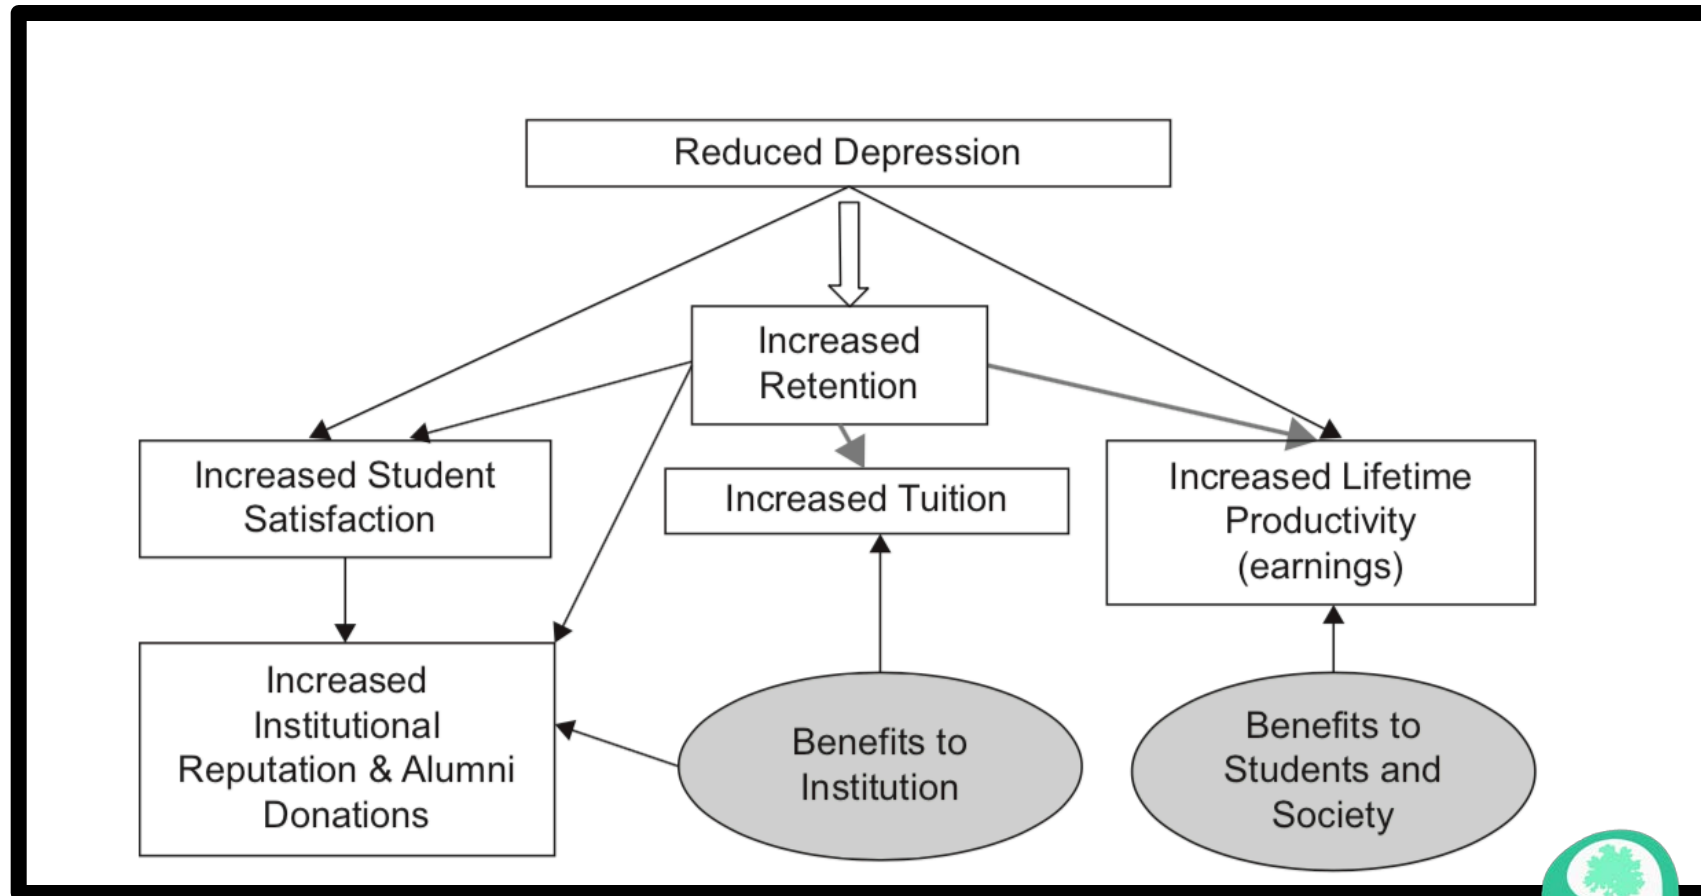 Reduced Depression
Increased
Retention
Increased Student
Satisfaction
Increased Tuition
Increased Lifetime
Productivity
(earnings)
Increased
Institutional
Reputation & Alumni
Donations
Benefits to
Institution
Benefits to
Students and
Society